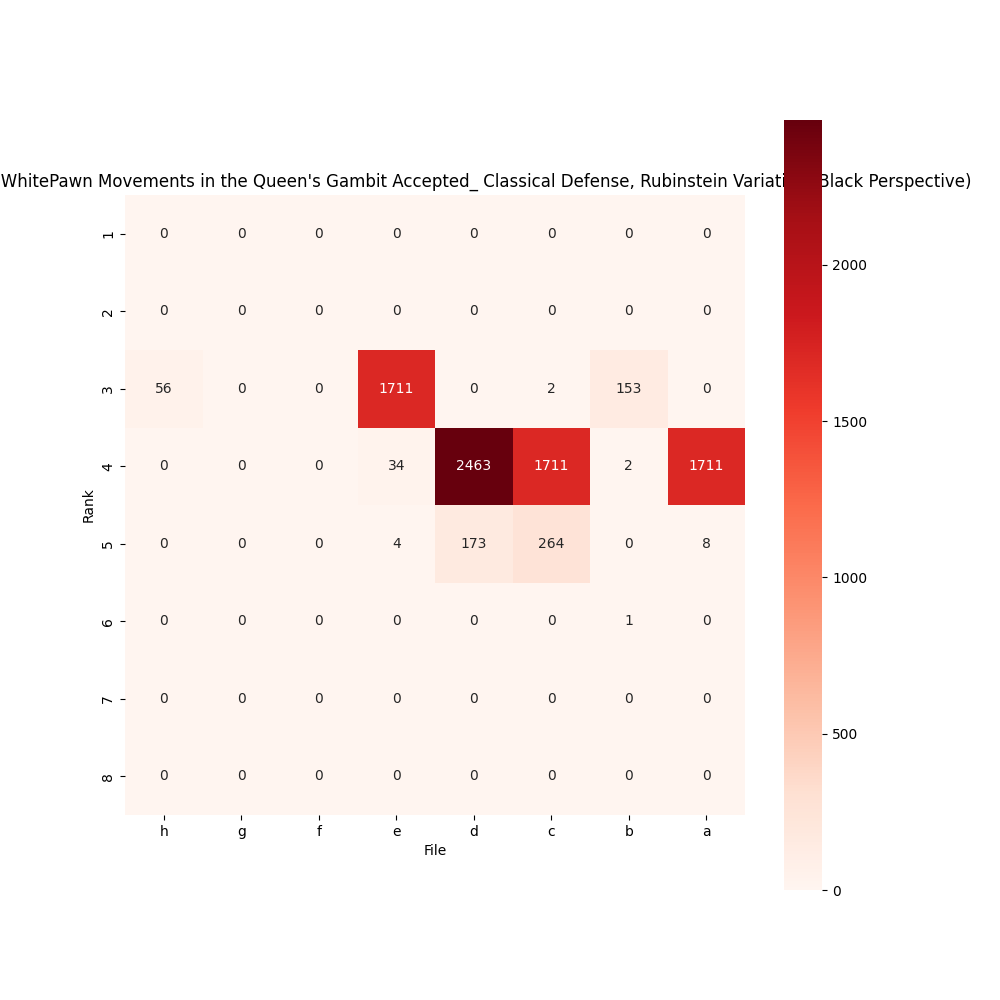 WhitePawn Movements in the Queen's Gambit Accepted_ Classical Defense, Rubinstein Variati Black Perspective)
1 0 0 0 0 0 0 0 0
2 0 0 0 0 0 0 0 0
3 56 0 0 1711 0 2 153 0
4 0 0 0 34 2463 1711 2 1711
5 0 0 0 4 173 264 0 8
6 0 0 0 0 0 0 1 0
7 0 0 0 0 0 0 0 0
8 0 0 0 0 0 0 0 0
h g f e d c b a
File
Rank
2000
1500
1000
500
0